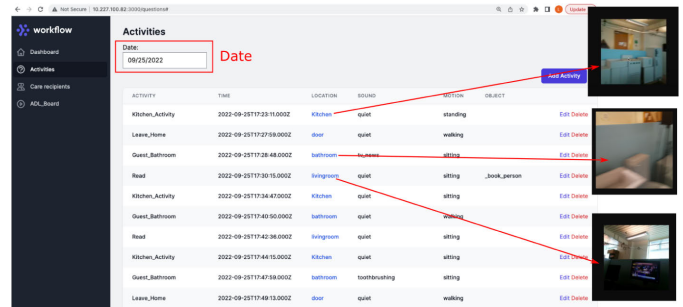 Not Secure | 10.227.100.82:3000/questions#
Update
workflow
Dashboard
Activities
Care recipients
ADL_Board
Activities
Date:
09/25/2022
Date
Add Activity
ACTIVITY TIME LOCATION SOUND MOTION OBJECT
Kitchen_Activity 2022-09-25T17:23:11.000Z Kitchen quiet standing Edit Delete
Leave_Home 2022-09-25T17:27:59.000Z door quiet walking Edit Delete
Guest_Bathroom 2022-09-25T17:28:48.000Z bathroom sitting Edit Delete
Read 2022-09-25T17:30:15.000Z livingroom quiet sitting _book_person Edit Delete
Kitchen_Activity 2022-09-25T17:34:47.000Z Kitchen quiet sitting Edit Delete
Guest_Bathroom 2022-09-25T17:40:50.000Z bathroom quiet walking Edit Delete
Read 2022-09-25T17:42:36.000Z livingroom quiet sitting Edit Delete
Kitchen_Activity 2022-09-25T17:44:15.000Z Kitchen quiet sitting Edit Delete
Guest_Bathroom 2022-09-25T17:47:59.000Z bathroom toothbrushing sitting Edit Delete
Leave_Home 2022-09-25T17:49:13.000Z door quiet walking Edit Delete